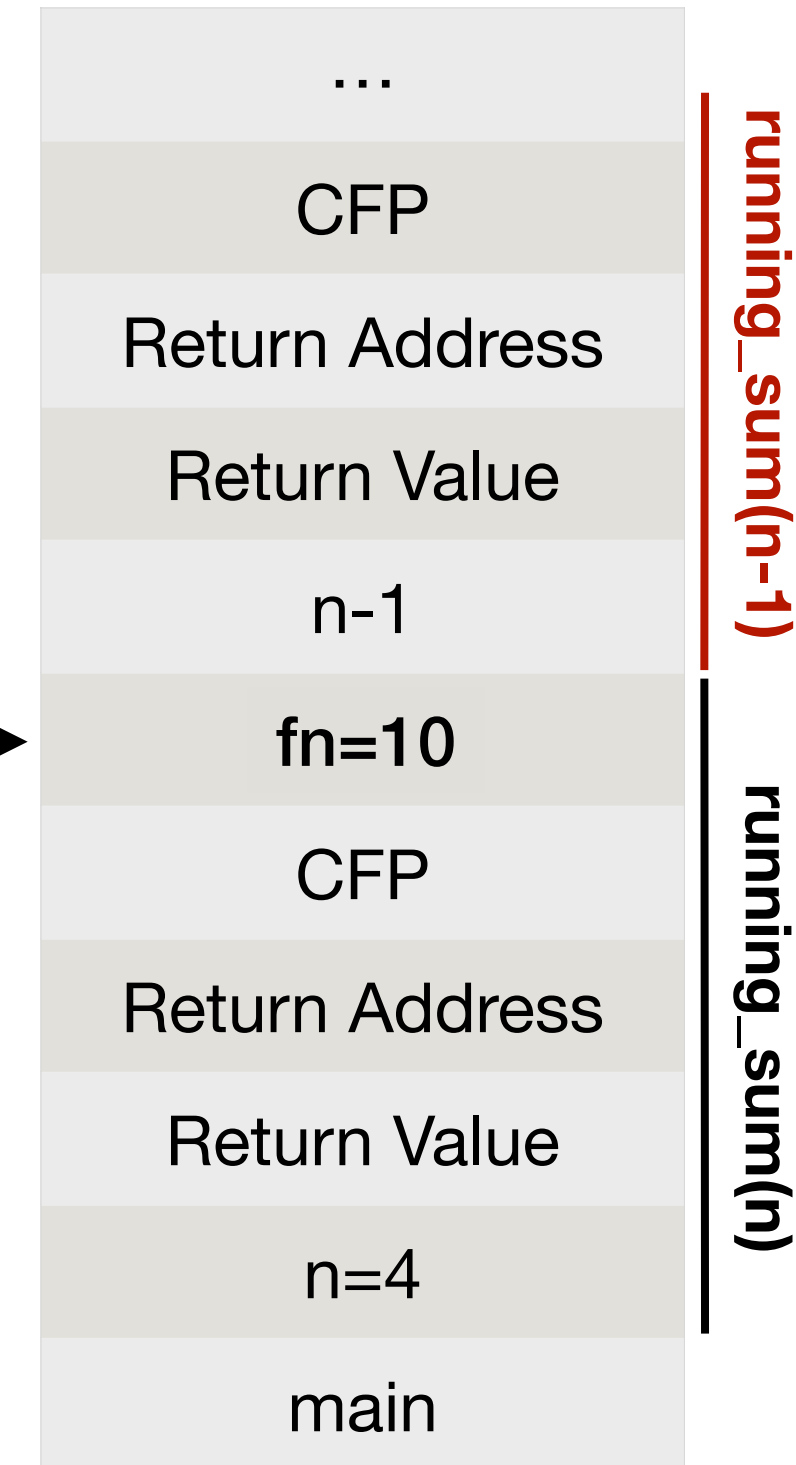 ...
CFP
Return Address
Return Value
n-1
fn=10
CFP
Return Address
Return Value
n=4
main
running_sum(n-1)
running_sum(n)